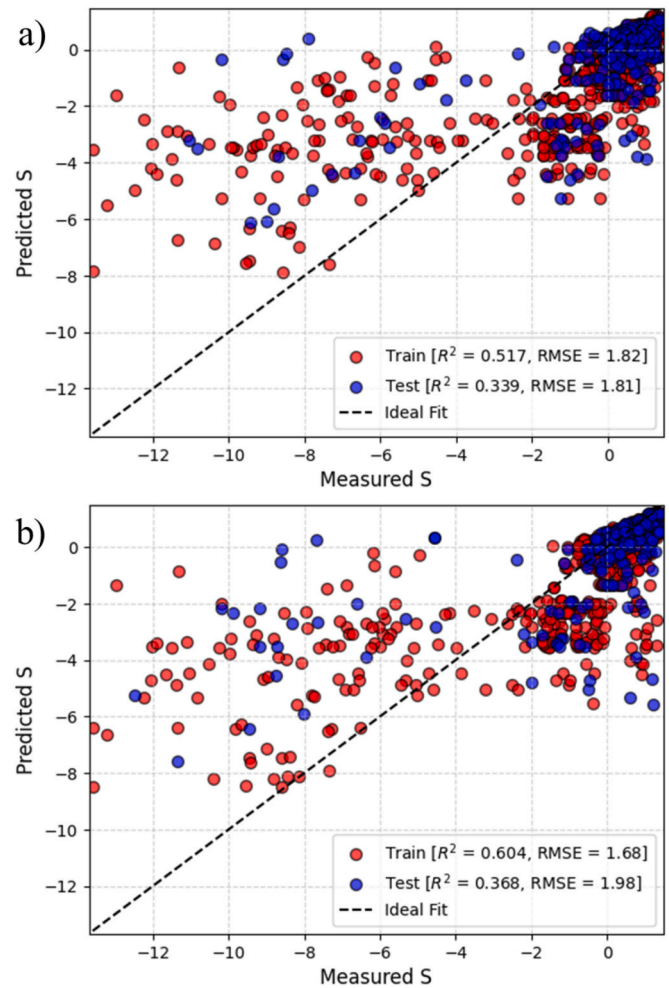 a)
0
−2
−4
−6
−8
−10
−12
Predicted S
Train [R² = 0.517, RMSE = 1.82]
Test [R² = 0.339, RMSE = 1.81]
Ideal Fit
−12 −10 −8 −6 −4 −2 0
Measured S
b)
0
−2
−4
−6
−8
−10
−12
Predicted S
Train [R² = 0.604, RMSE = 1.68]
Test [R² = 0.368, RMSE = 1.98]
Ideal Fit
−12 −10 −8 −6 −4 −2 0
Measured S